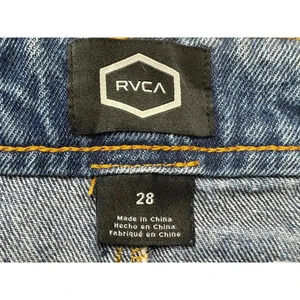 RVCA
28
Made in China
Hecho en China
Fabriqué en Chine